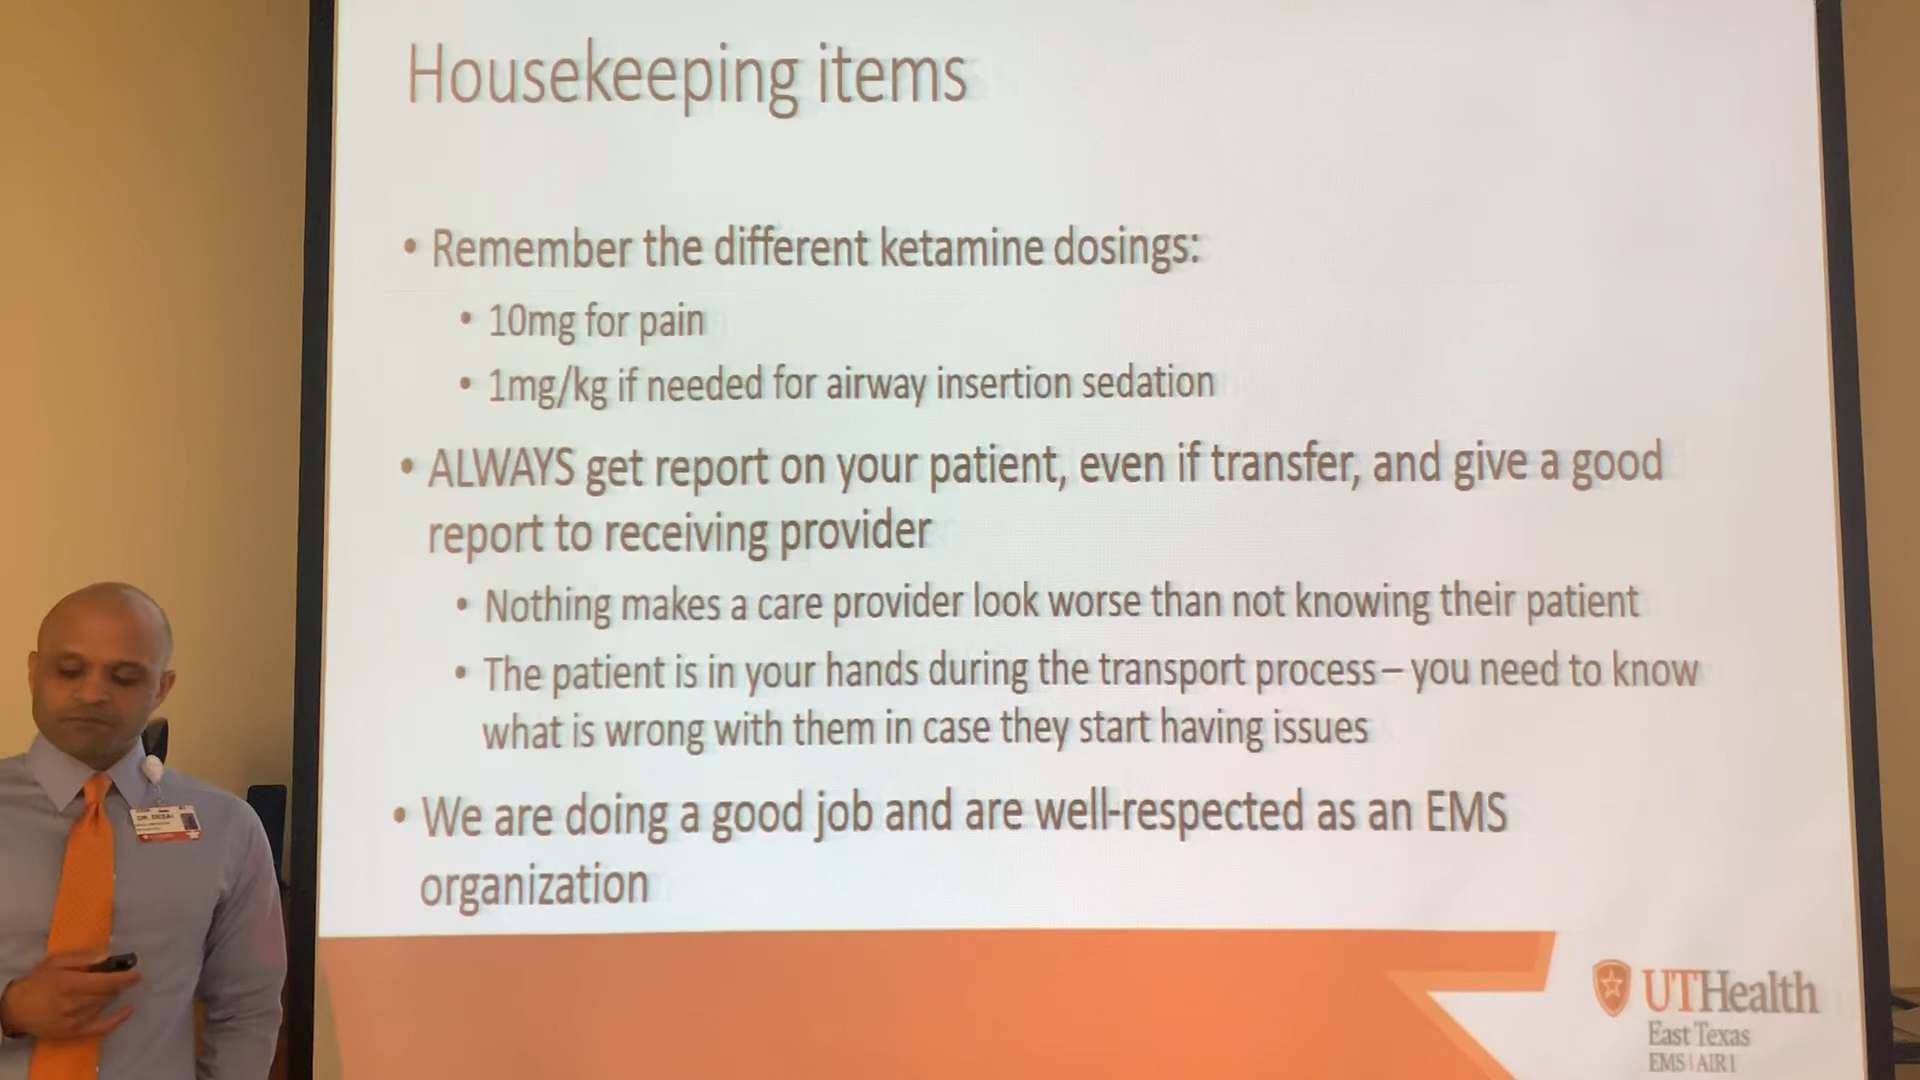 Housekeeping items
• Remember the different ketamine dosings:
• 10mg for pain
• 1mg/kg if needed for airway insertion sedation
• ALWAYS get report on your patient, even if transfer, and give a good
report to receiving provider
• Nothing makes a care provider look worse than not knowing their patient
• The patient is in your hands during the transport process – you need to know
what is wrong with them in case they start having issues
• We are doing a good job and are well-respected as an EMS
organization
DR. DESAI
UTHealth
East Texas
EMS | AIR 1